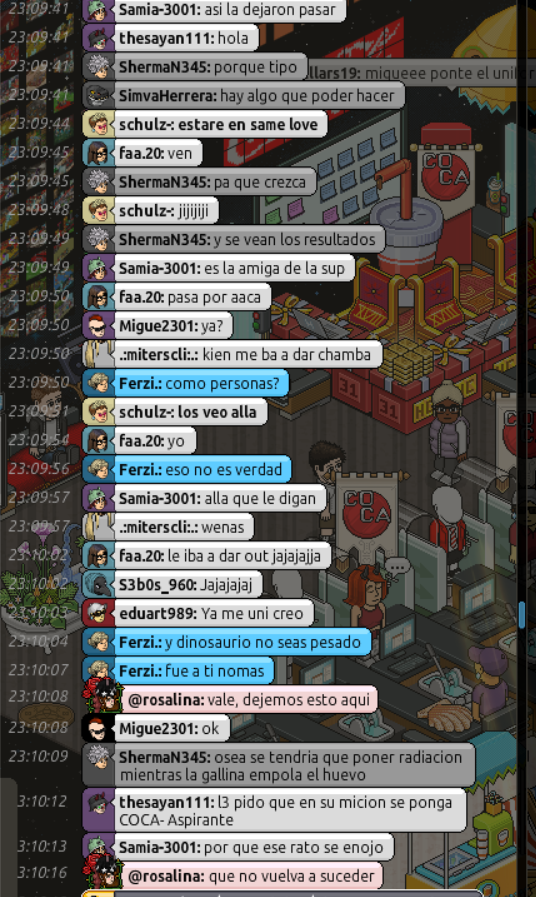 23:09:41 Samia-3001: asi la dejaron pasar
23:09:41 thesayan111: hola
23:09:41 ShermaN345: porque tipo
llars19: migueee ponte el unif
23:09:41 SimvaHerrera: hay algo que poder hacer
23:09:44 schulz-: estare en same love
23:09:45 faa.20: ven
23:09:45 ShermaN345: pa que crezca
23:09:48 schulz-: jijijiji
23:09:49 ShermaN345: y se vean los resultados
23:09:49 Samia-3001: es la amiga de la sup
23:09:50 faa.20: pasa por aaca
23:09:50 Migue2301: ya?
23:09:50 .:miterscli:.: kien me ba a dar chamba
23:09:50 Ferzi.: como personas?
23:09:51 schulz-: los veo alla
23:09:54 faa.20: yo
23:09:56 Ferzi.: eso no es verdad
23:09:57 Samia-3001: alla que le digan
23:09:57 .:miterscli:.: wenas
23:10:02 faa.20: le iba a dar out jajajajja
23:10:02 S3b0s_960: Jajajajaj
23:10:03 eduart989: Ya me uni creo
23:10:04 Ferzi.: y dinosaurio no seas pesado
23:10:07 Ferzi.: fue a ti nomas
23:10:08 @rosalina: vale, dejemos esto aqui
23:10:08 Migue2301: ok
23:10:09 ShermaN345: osea se tendria que poner radiacion
mientras la gallina empola el huevo
3:10:12 thesayan111: l3 pido que en su micion se ponga
COCA- Aspirante
3:10:13 Samia-3001: por que ese rato se enojo
3:10:16 @rosalina: que no vuelva a suceder
CO
CA
XVIII
XVIII
31
31
CO
CA